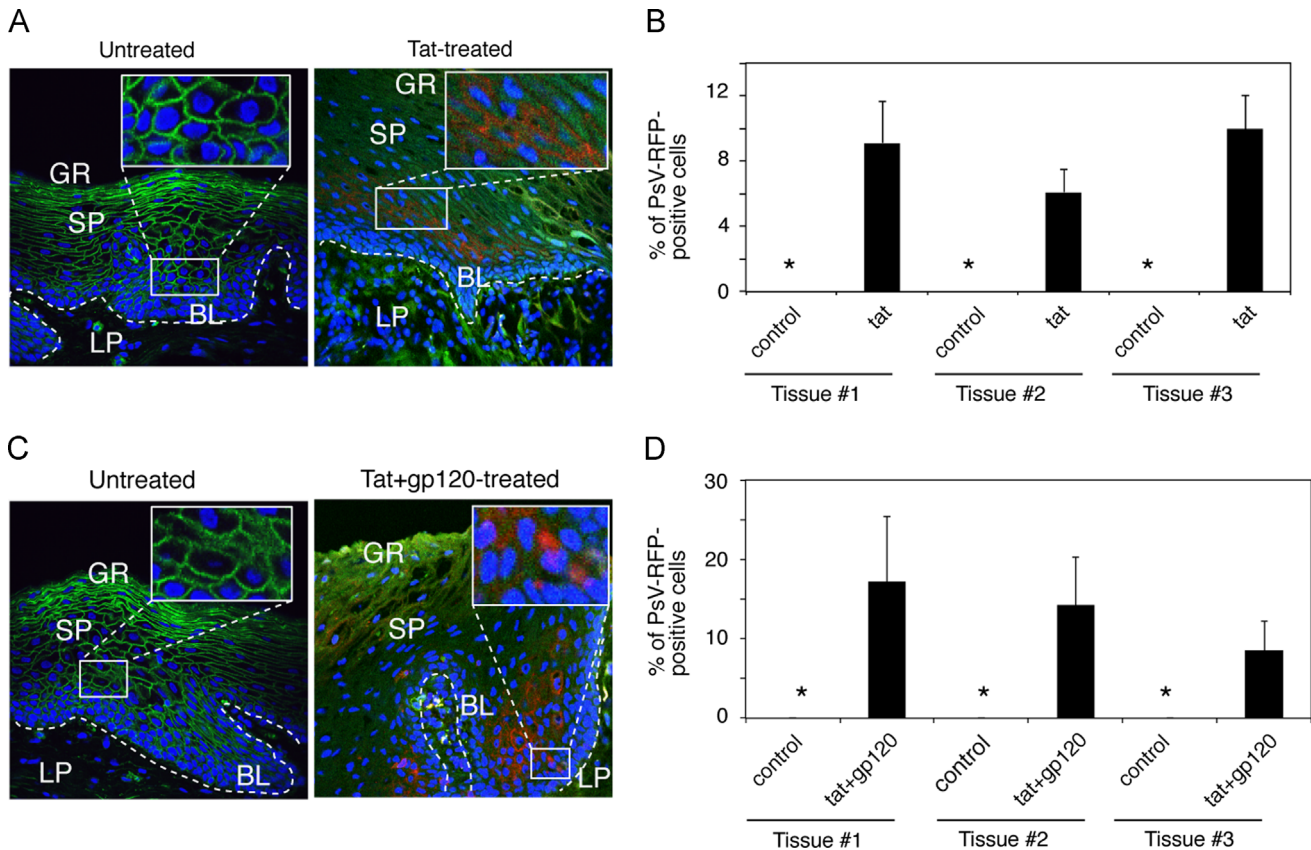 A
Untreated
Tat-treated
GR
SP
BL
LP
GR
SP
BL
LP
B
% of PsV-RFP-
positive cells
12
8
4
0
*
*
*
control
tat
control
tat
control
tat
Tissue #1
Tissue #2
Tissue #3
C
Untreated
Tat+gp120-treated
GR
SP
LP
BL
GR
SP
BL
LP
D
% of PsV-RFP-
positive cells
30
20
10
0
*
*
*
control
tat+gp120
control
tat+gp120
control
tat+gp120
Tissue #1
Tissue #2
Tissue #3